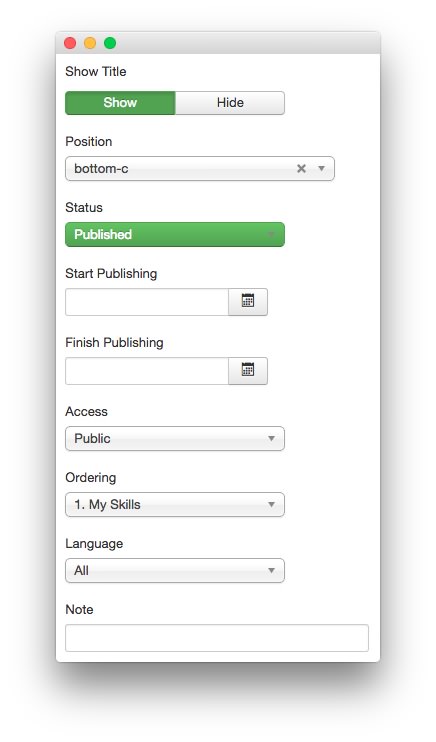 Show Title
Show Hide
Position
bottom-c
Status
Published
Start Publishing
Finish Publishing
Access
Public
Ordering
1. My Skills
Language
All
Note